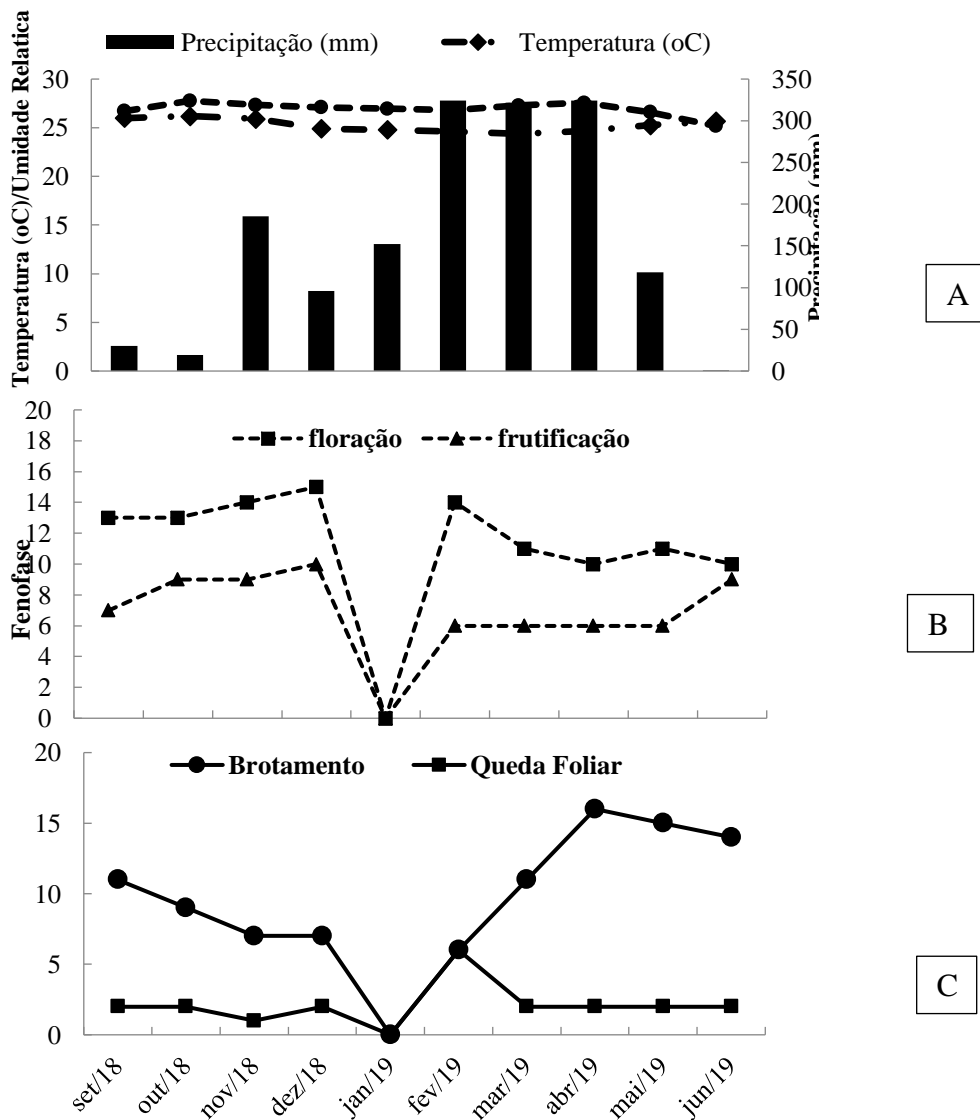 Precipitação (mm)
Temperatura (oC)
Temperatura (oC)/Umidade Relatica
30
25
20
15
10
5
0
350
300
250
200
150
100
50
0
Precipitação (mm)
A
Fenofase
20
18
16
14
12
10
8
6
4
2
0
floração
frutificação
B
20
15
10
5
0
Brotamento
Queda Foliar
C
set/18
out/18
nov/18
dez/18
jan/19
fev/19
mar/19
abr/19
mai/19
jun/19